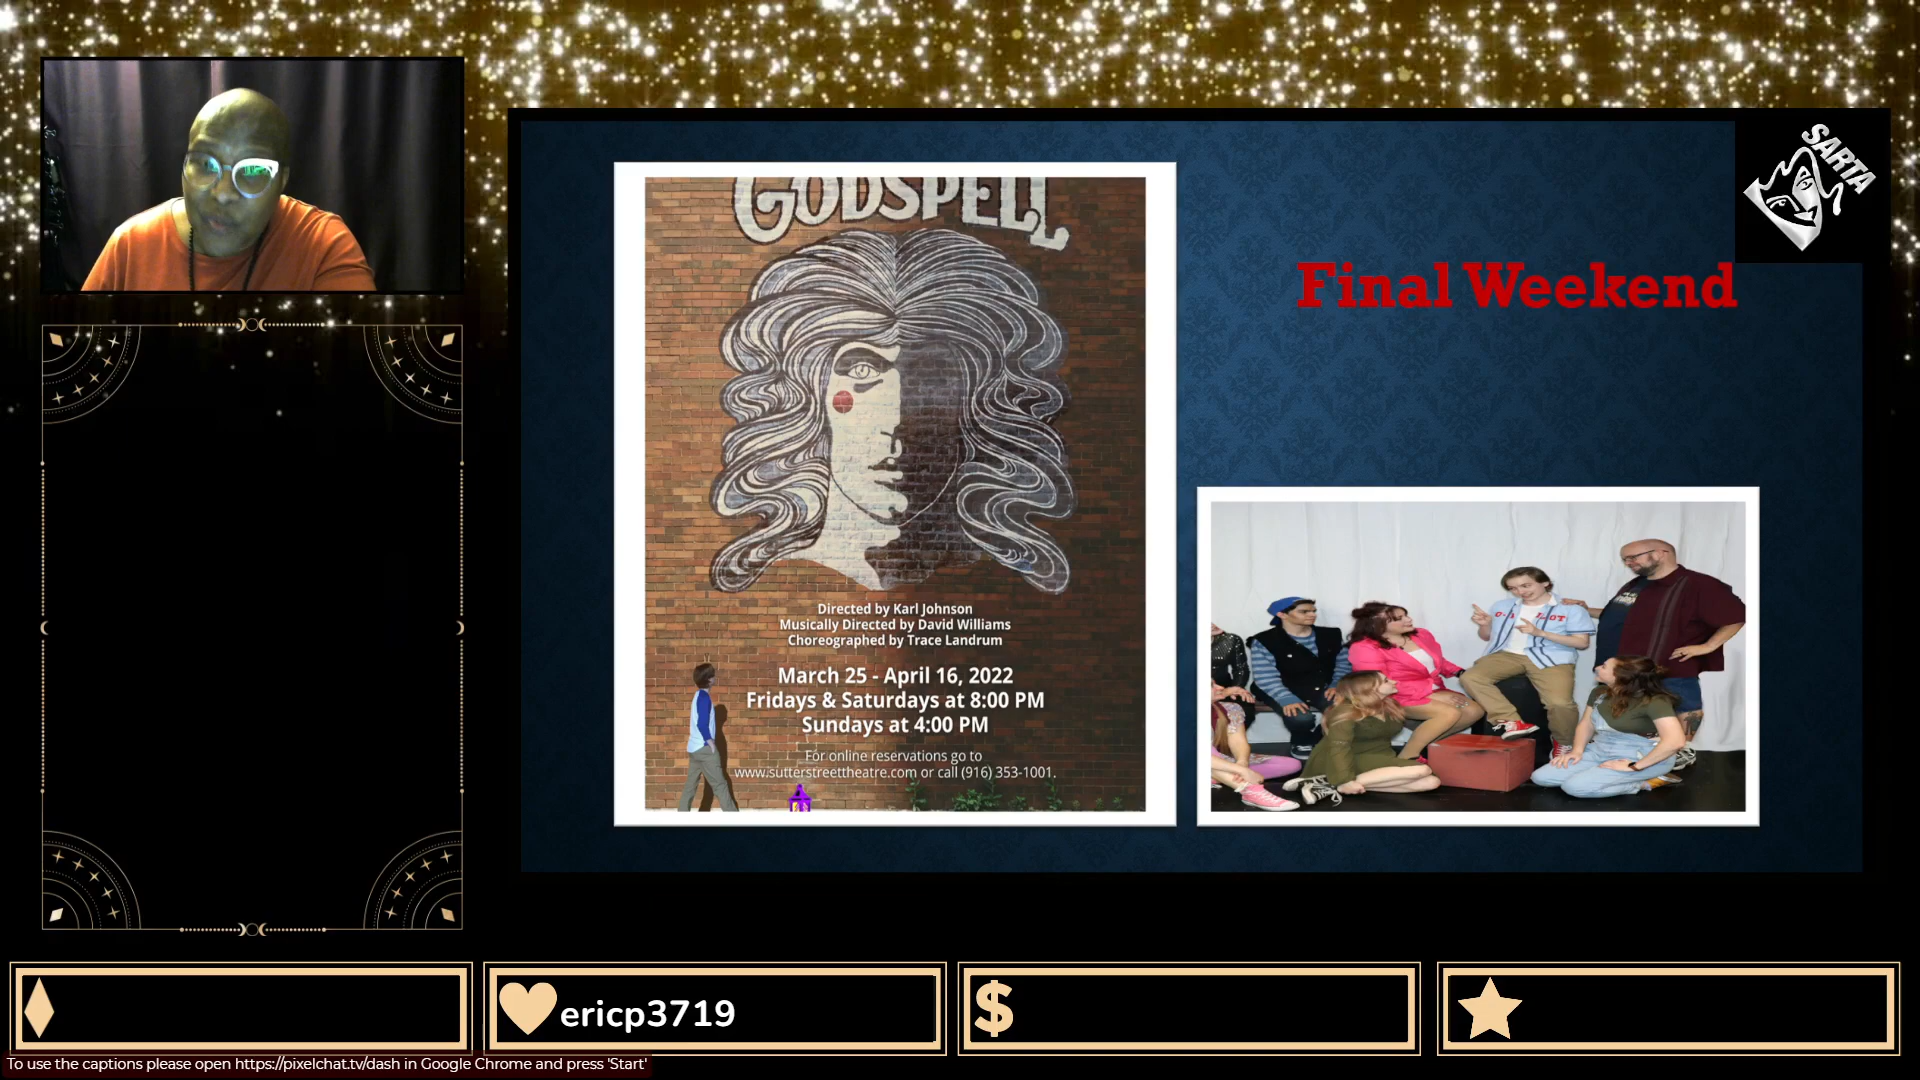 GODSPELL
Directed by Karl Johnson
Musically Directed by David Williams
Choreographed by Trace Landrum
March 25 - April 16, 2022
Fridays & Saturdays at 8:00 PM
Sundays at 4:00 PM
For online reservations go to
www.sutterstreettheatre.com or call (916) 353-1001.
SARTA
Final Weekend
ericp3719
$
To use the captions please open https://pixelchat.tv/dash in Google Chrome and press 'Start'